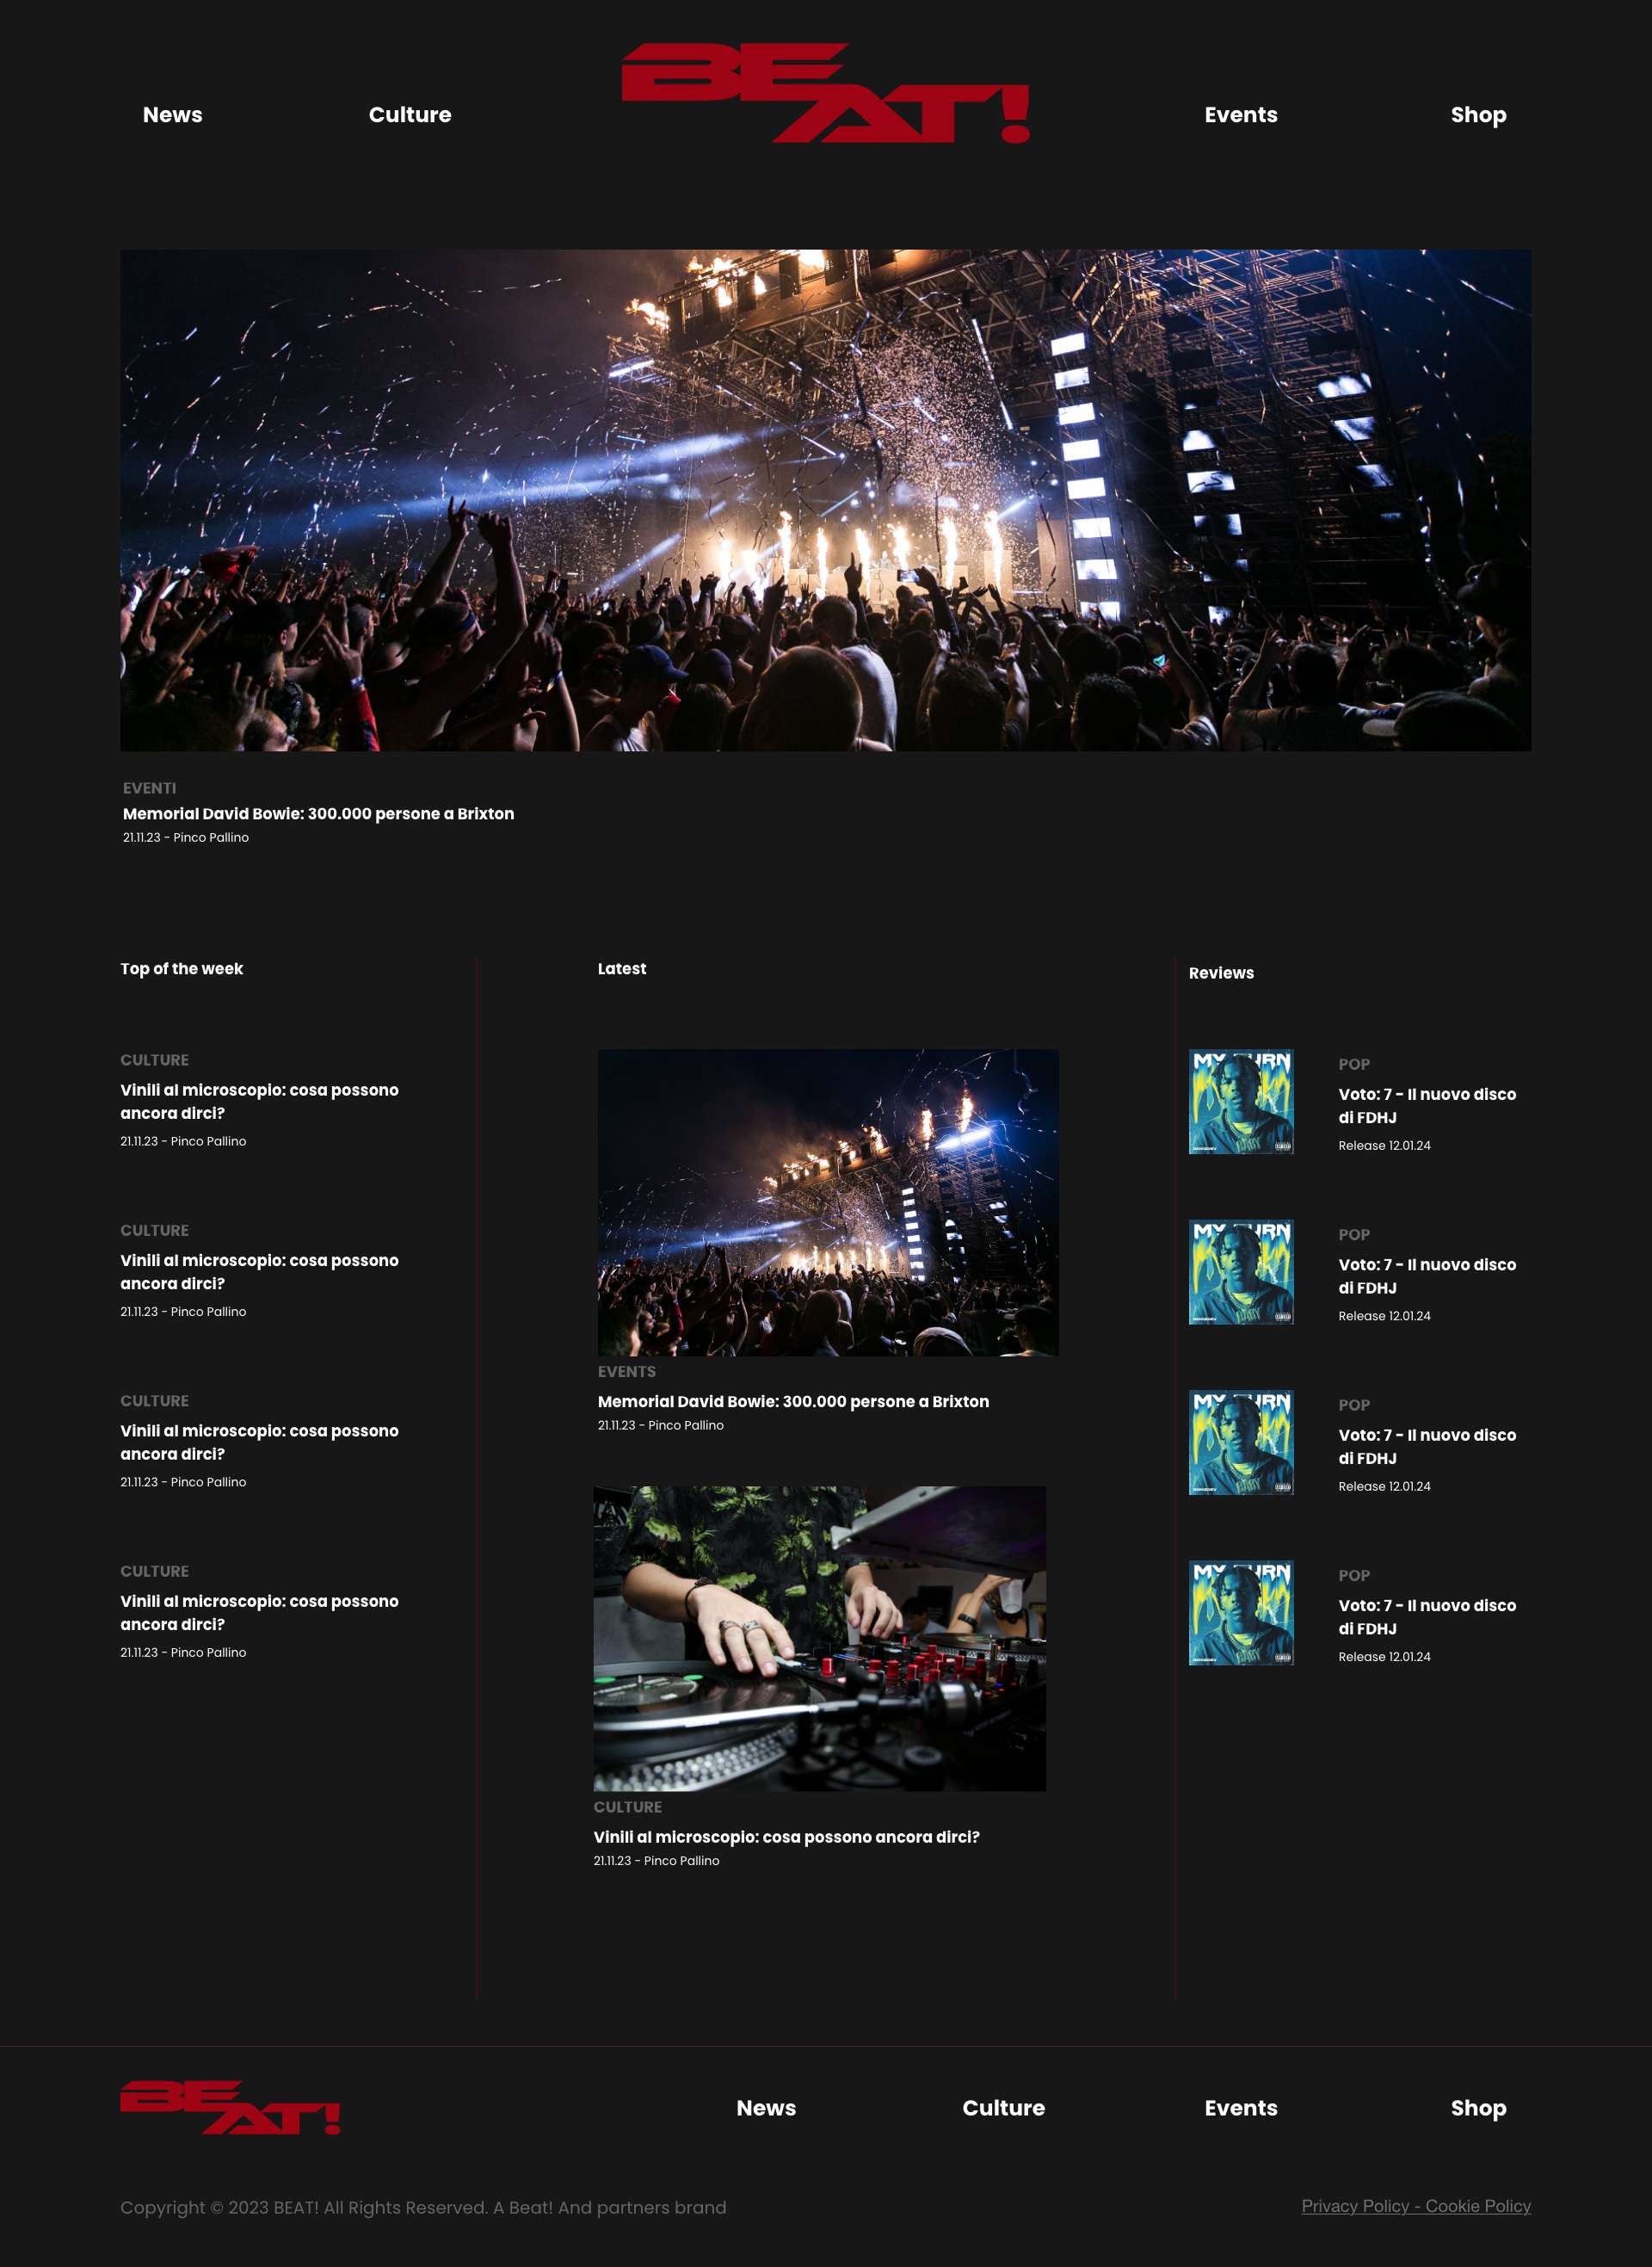 News
Culture
BEAT!
Events
Shop
EVENTI
Memorial David Bowie: 300.000 persone a Brixton
21.11.23 - Pinco Pallino
Top of the week
CULTURE
Vinili al microscopio: cosa possono
ancora dirci?
21.11.23 - Pinco Pallino
CULTURE
Vinili al microscopio: cosa possono
ancora dirci?
21.11.23 - Pinco Pallino
CULTURE
Vinili al microscopio: cosa possono
ancora dirci?
21.11.23 - Pinco Pallino
CULTURE
Vinili al microscopio: cosa possono
ancora dirci?
21.11.23 - Pinco Pallino
Latest
EVENTS
Memorial David Bowie: 300.000 persone a Brixton
21.11.23 - Pinco Pallino
CULTURE
Vinili al microscopio: cosa possono ancora dirci?
21.11.23 - Pinco Pallino
Reviews
MY TURN
POP
Voto: 7 - Il nuovo disco
di FDHJ
Release 12.01.24
MY TURN
POP
Voto: 7 - Il nuovo disco
di FDHJ
Release 12.01.24
MY TURN
POP
Voto: 7 - Il nuovo disco
di FDHJ
Release 12.01.24
MY TURN
POP
Voto: 7 - Il nuovo disco
di FDHJ
Release 12.01.24
BEAT!
News
Culture
Events
Shop
Copyright © 2023 BEAT! All Rights Reserved. A Beat! And partners brand
Privacy Policy - Cookie Policy